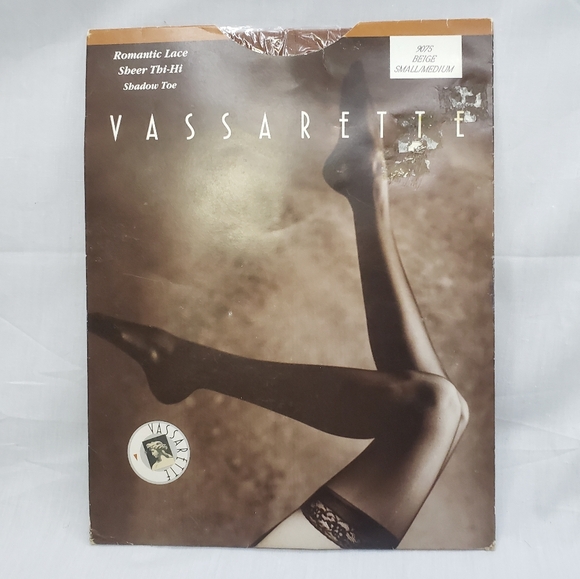 Romantic Lace
Sheer Thi-Hi
Shadow Toe
9075
BEIGE
SMALL/MEDIUM
VASSARETTE
VASSARETTE